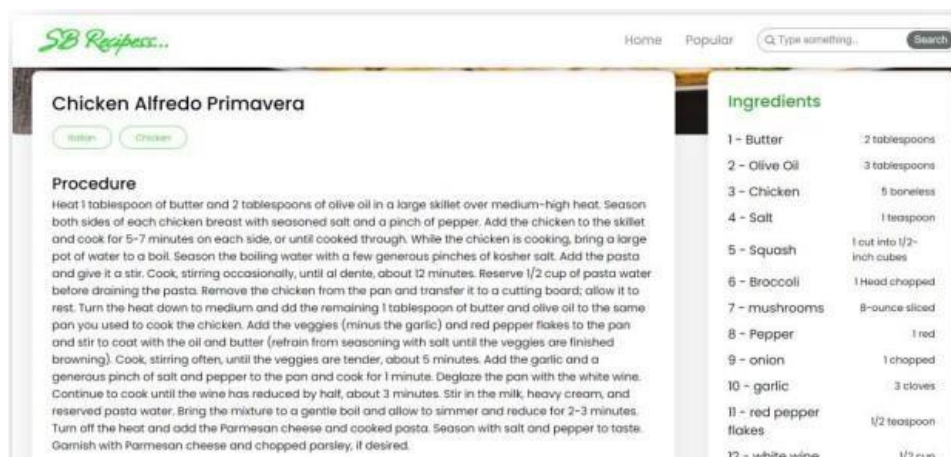 SB Recipess...
Home Popular Type something.. Search
Chicken Alfredo Primavera
Italian Chicken
Procedure
Heat 1 tablespoon of butter and 2 tablespoons of olive oil in a large skillet over medium-high heat. Season
both sides of each chicken breast with seasoned salt and a pinch of pepper. Add the chicken to the skillet
and cook for 5-7 minutes on each side, or until cooked through. While the chicken is cooking, bring a large
pot of water to a boil. Season the boiling water with a few generous pinches of kosher salt. Add the pasta
and give it a stir. Cook, stirring occasionally, until al dente, about 12 minutes. Reserve 1/2 cup of pasta water
before draining the pasta. Remove the chicken from the pan and transfer it to a cutting board; allow it to
rest. Turn the heat down to medium and dd the remaining 1 tablespoon of butter and olive oil to the same
pan you used to cook the chicken. Add the veggies (minus the garlic) and red pepper flakes to the pan
and stir to coat with the oil and butter (refrain from seasoning with salt until the veggies are finished
browning). Cook, stirring often, until the veggies are tender, about 5 minutes. Add the garlic and a
generous pinch of salt and pepper to the pan and cook for 1 minute. Deglaze the pan with the white wine.
Continue to cook until the wine has reduced by half, about 3 minutes. Stir in the milk, heavy cream, and
reserved pasta water. Bring the mixture to a gentle boil and allow to simmer and reduce for 2-3 minutes.
Turn off the heat and add the Parmesan cheese and cooked pasta. Season with salt and pepper to taste.
Garnish with Parmesan cheese and chopped parsley, if desired.
Ingredients
1 - Butter 2 tablespoons
2 - Olive Oil 3 tablespoons
3 - Chicken 5 boneless
4 - Salt 1 teaspoon
5 - Squash 1 cut into 1/2-
inch cubes
6 - Broccoli 1 Head chopped
7 - mushrooms 8-ounce sliced
8 - Pepper 1 red
9 - onion 1 chopped
10 - garlic 3 cloves
11 - red pepper
flakes 1/2 teaspoon
12 - white wine 1/2 cup